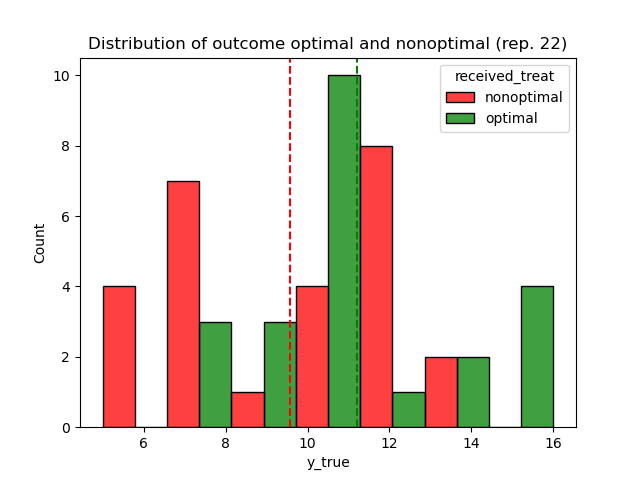 Distribution of outcome optimal and nonoptimal (rep. 22)
received_treat
nonoptimal
optimal
Count
10
8
6
4
2
0
6 8 10 12 14 16
y_true